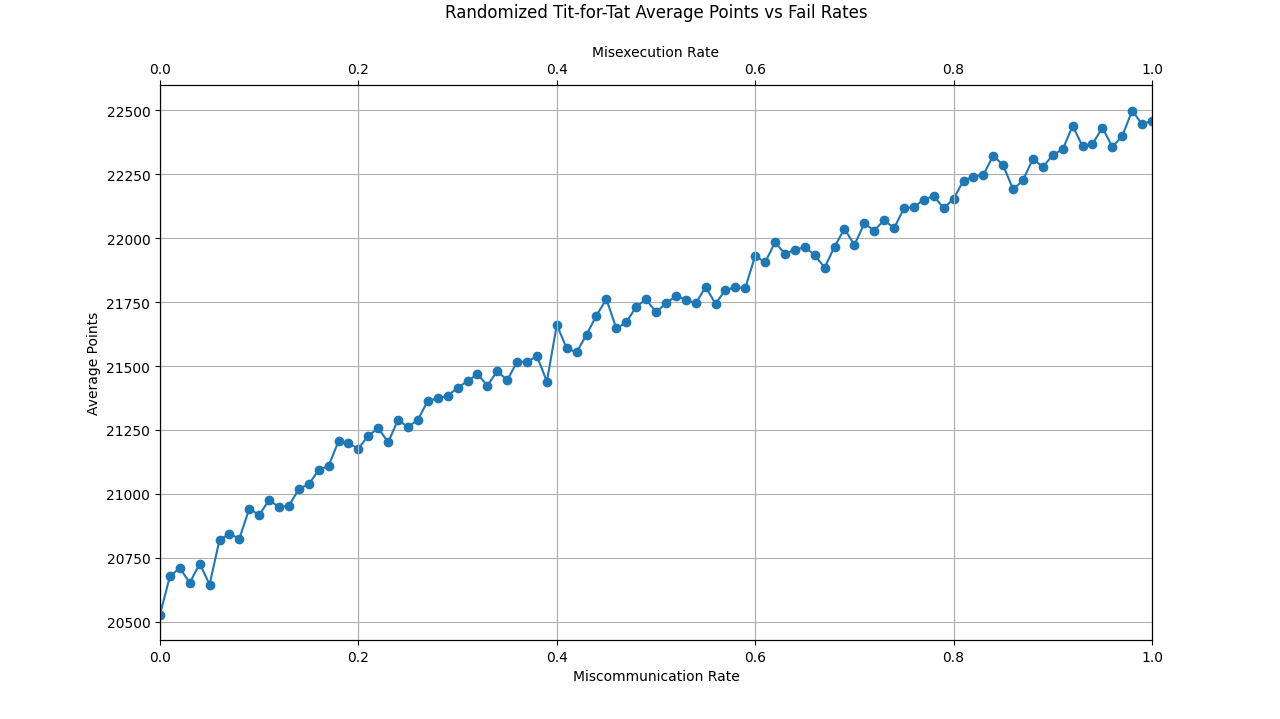 Randomized Tit-for-Tat Average Points vs Fail Rates
Misexecution Rate
0.0 0.2 0.4 0.6 0.8 1.0
22500
22250
22000
21750
21500
21250
21000
20750
20500
Average Points
0.0 0.2 0.4 0.6 0.8 1.0
Miscommunication Rate